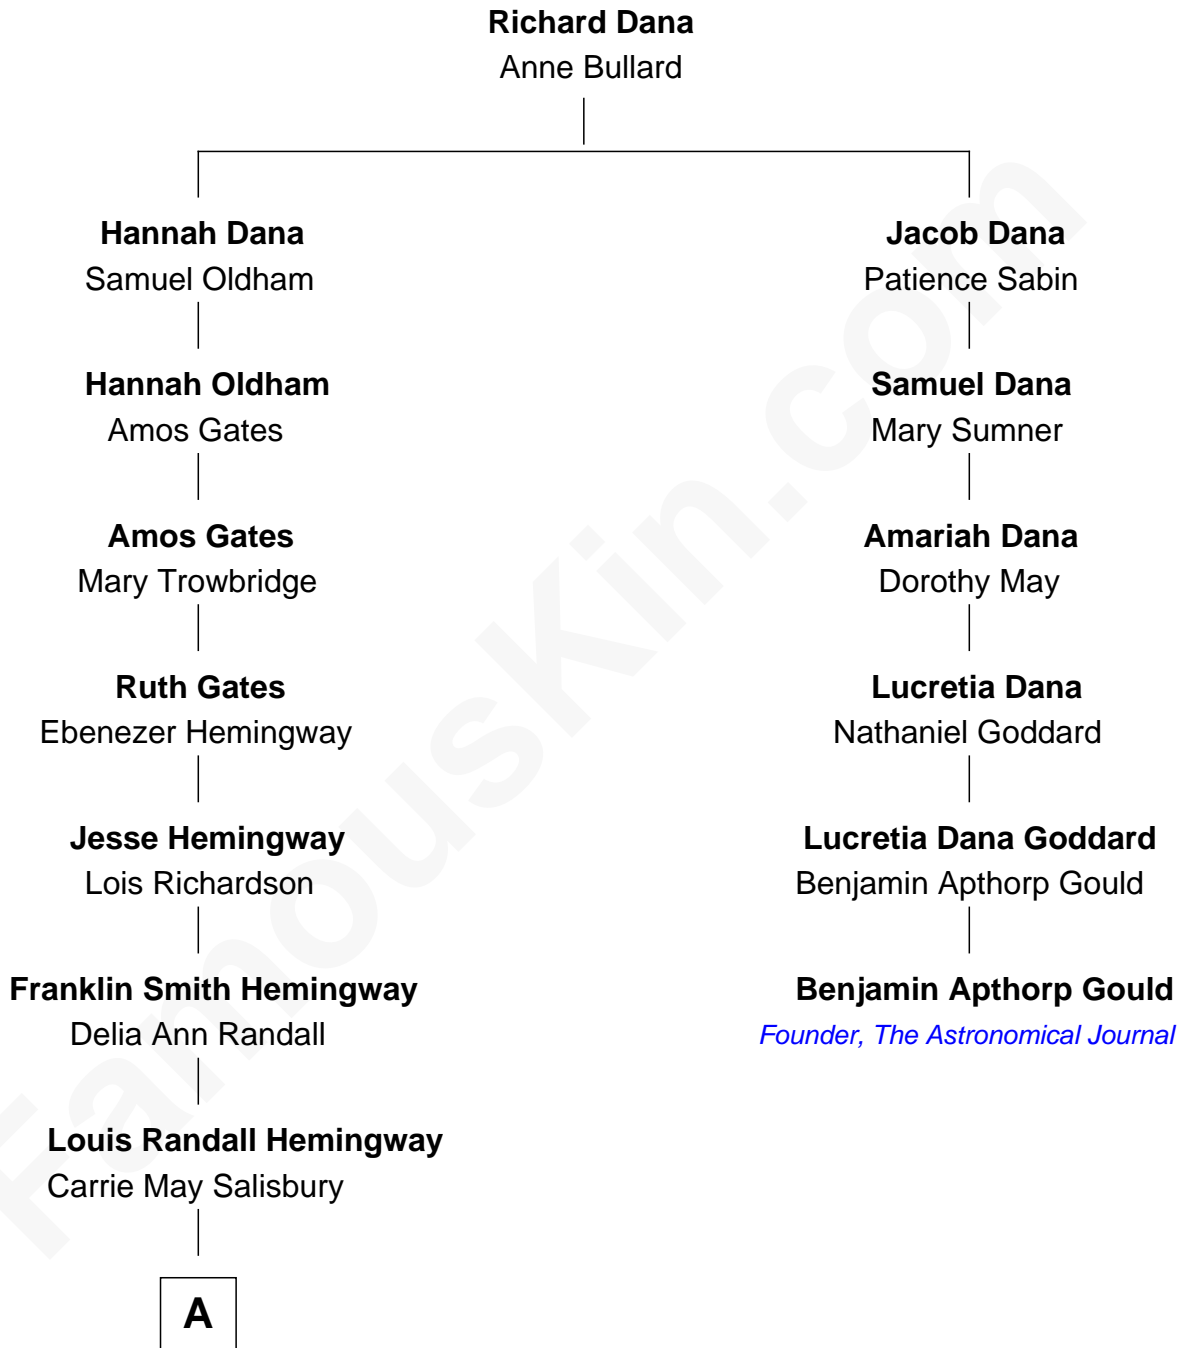 Richard Dana
Anne Bullard
Hannah Dana
Samuel Oldham
Jacob Dana
Patience Sabin
Hannah Oldham
Amos Gates
Samuel Dana
Mary Sumner
Amos Gates
Mary Trowbridge
Amariah Dana
Dorothy May
Ruth Gates
Ebenezer Hemingway
Lucretia Dana
Nathaniel Goddard
Jesse Hemingway
Lois Richardson
Lucretia Dana Goddard
Benjamin Apthorp Gould
Franklin Smith Hemingway
Delia Ann Randall
Benjamin Apthorp Gould
Founder, The Astronomical Journal
Louis Randall Hemingway
Carrie May Salisbury
A
FamousKin.com